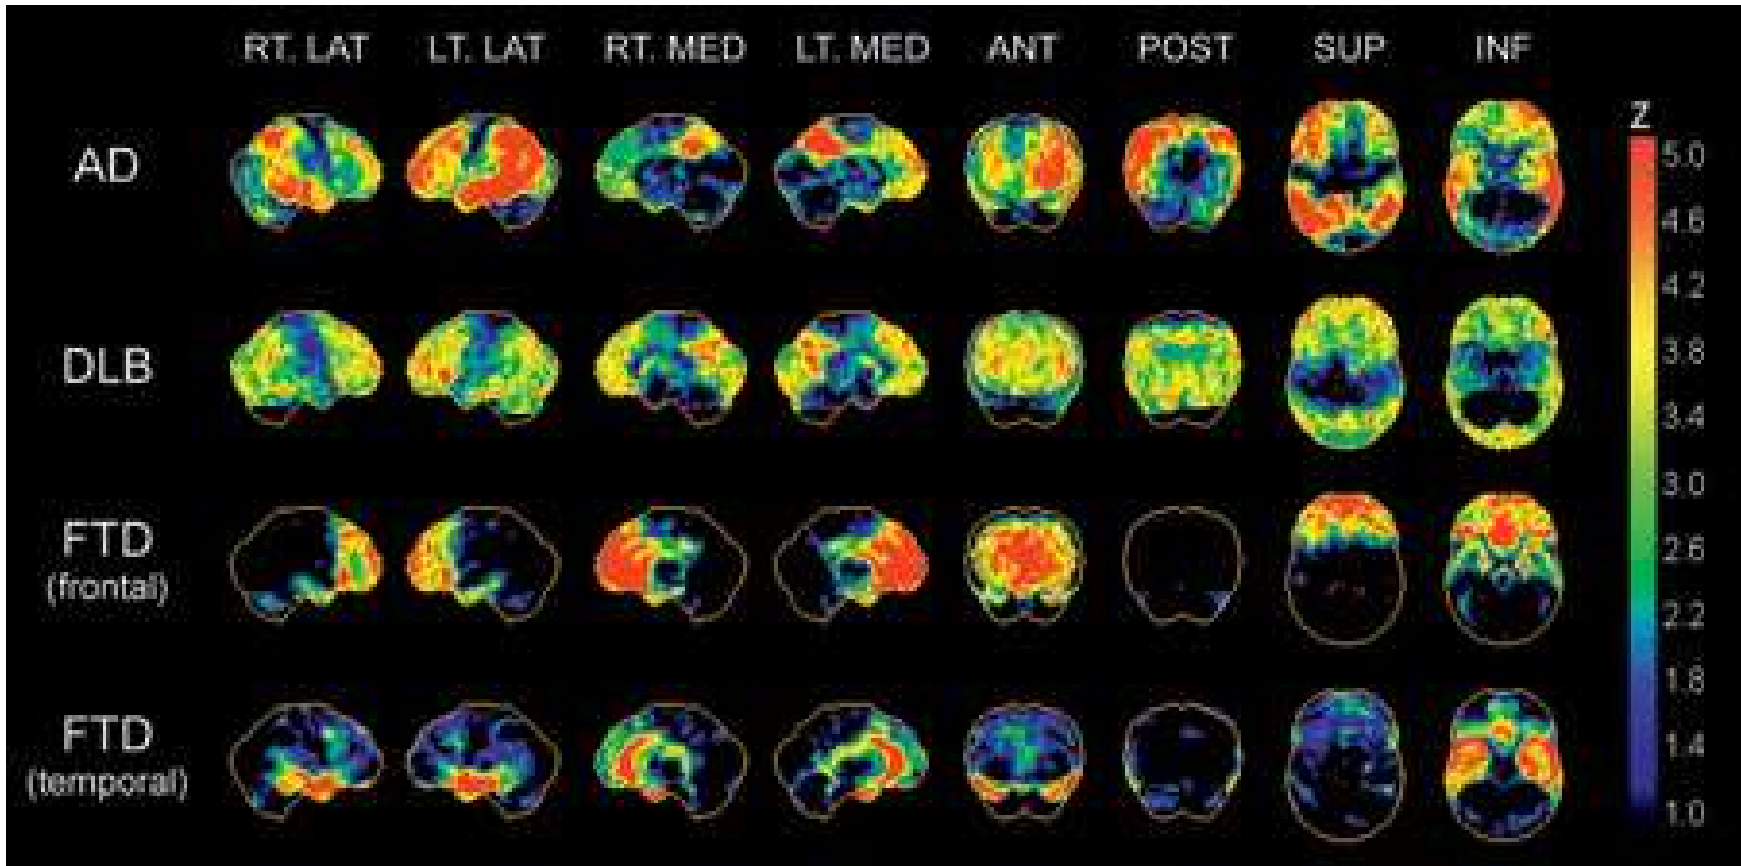 RT. LAT LT. LAT RT. MED LT. MED ANT POST SUP INF
Z
AD
5.0
4.6
4.2
DLB
3.8
3.4
3.0
FTD
(frontal)
2.6
2.2
1.8
FTD
(temporal)
1.4
1.0